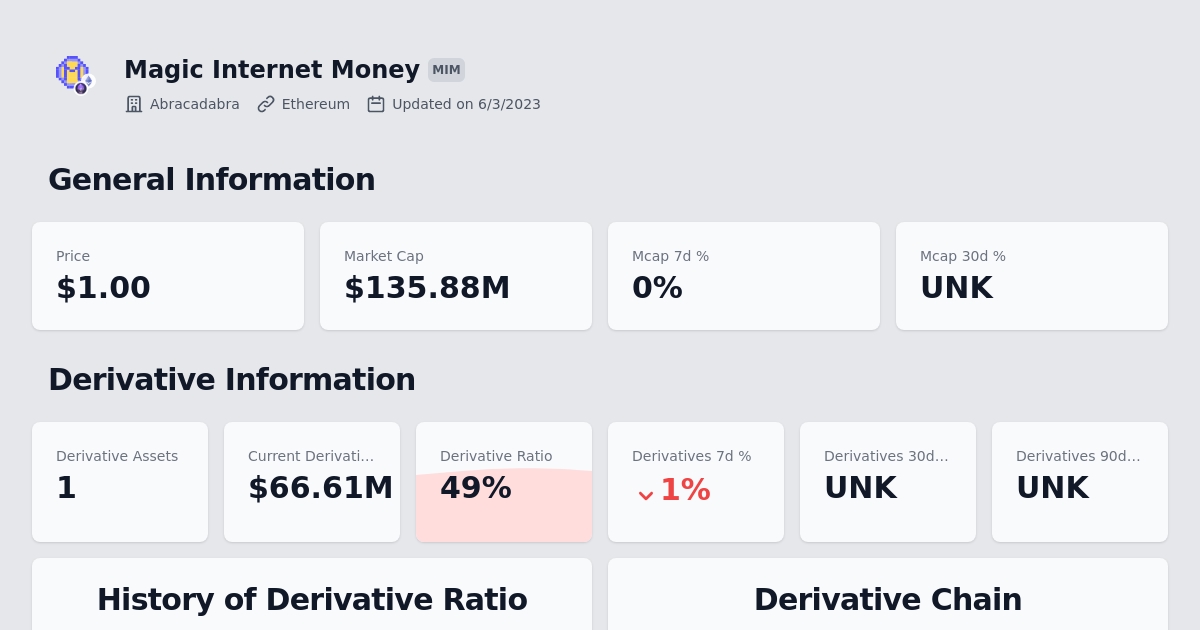 Magic Internet Money MIM
Abracadabra Ethereum Updated on 6/3/2023
General Information
Price
$1.00
Market Cap
$135.88M
Mcap 7d %
0%
Mcap 30d %
UNK
Derivative Information
Derivative Assets
1
Current Derivati...
$66.61M
Derivative Ratio
49%
Derivatives 7d %
1%
Derivatives 30d...
UNK
Derivatives 90d...
UNK
History of Derivative Ratio
Derivative Chain